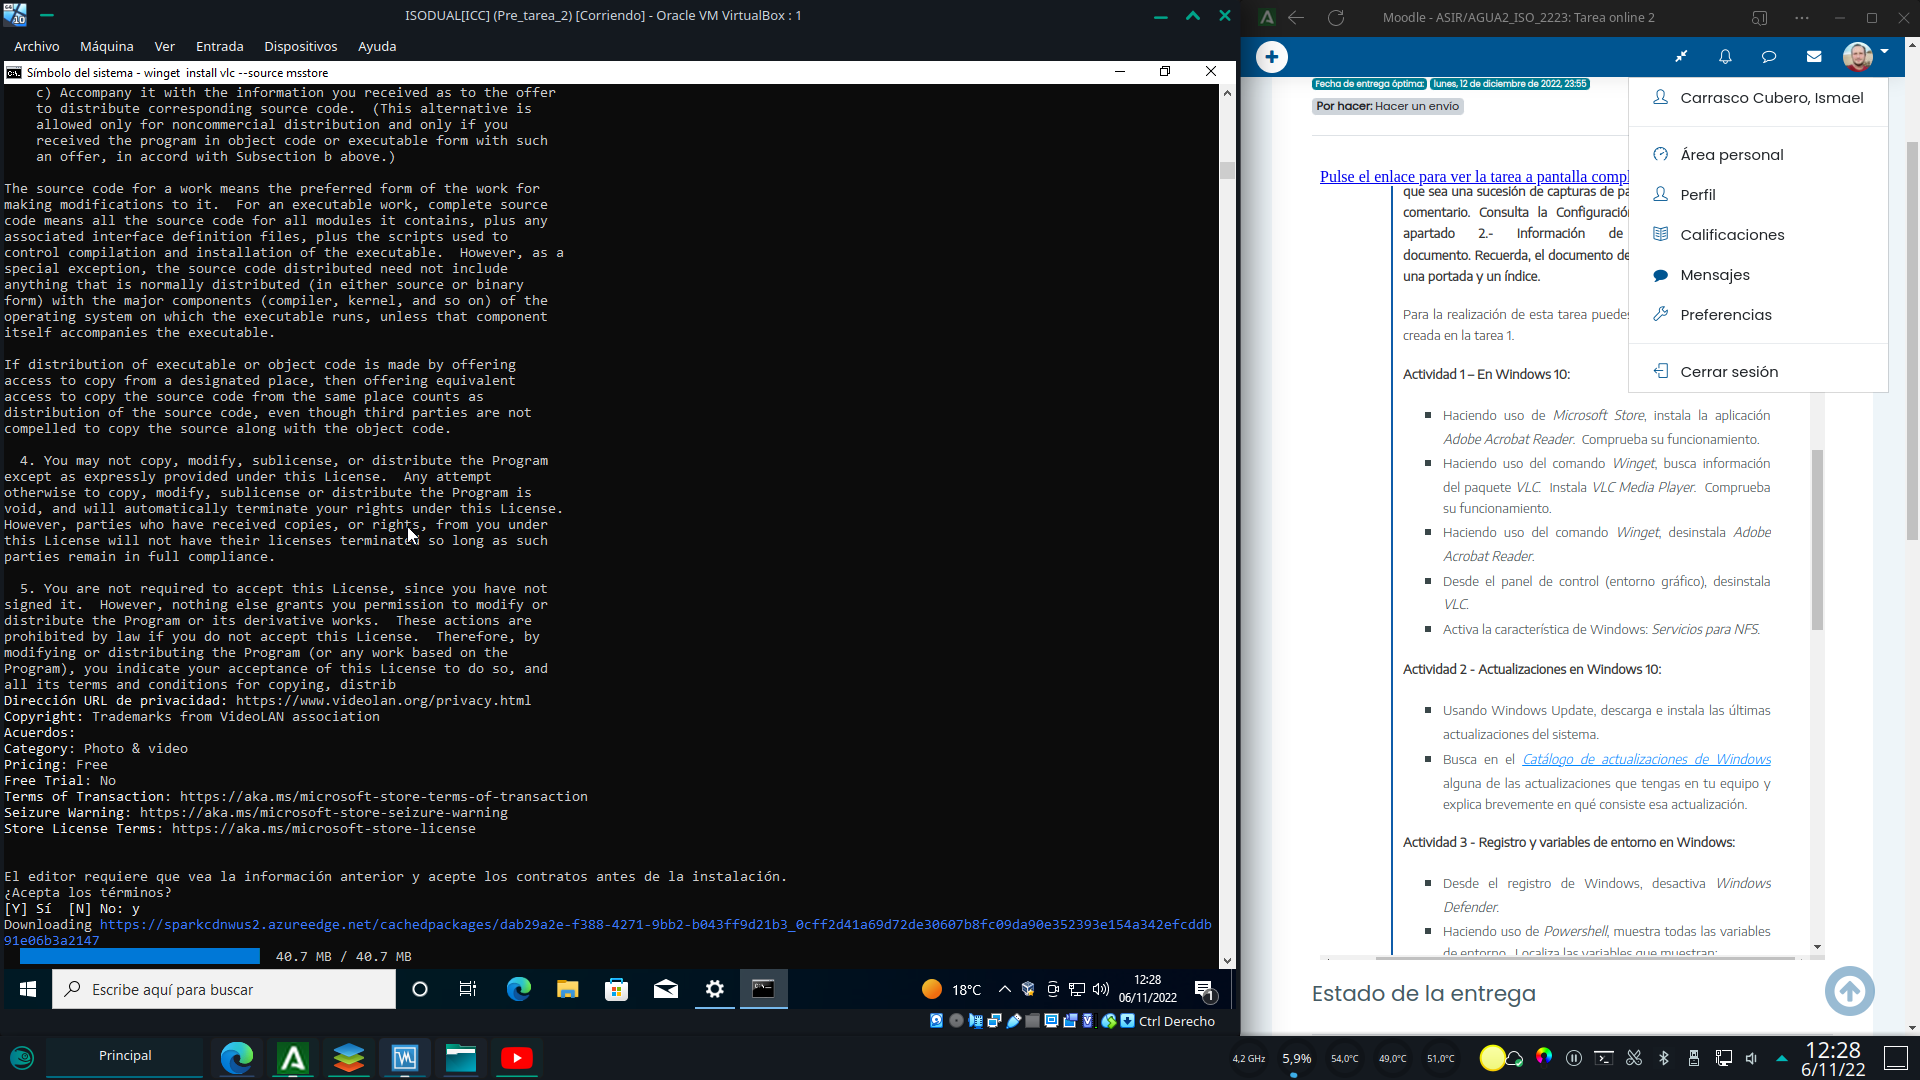 ISODUAL[ICC] (Pre_tarea_2) [Corriendo] - Oracle VM VirtualBox : 1
Archivo Máquina Ver Entrada Dispositivos Ayuda
Símbolo del sistema - winget install vlc --source msstore
c) Accompany it with the information you received as to the offer
to distribute corresponding source code. (This alternative is
allowed only for noncommercial distribution and only if you
received the program in object code or executable form with such
an offer, in accord with Subsection b above.)
The source code for a work means the preferred form of the work for
making modifications to it. For an executable work, complete source
code means all the source code for all modules it contains, plus any
associated interface definition files, plus the scripts used to
control compilation and installation of the executable. However, as a
special exception, the source code distributed need not include
anything that is normally distributed (in either source or binary
form) with the major components (compiler, kernel, and so on) of the
operating system on which the executable runs, unless that component
itself accompanies the executable.
If distribution of executable or object code is made by offering
access to copy from a designated place, then offering equivalent
access to copy the source code from the same place counts as
distribution of the source code, even though third parties are not
compelled to copy the source along with the object code.
4. You may not copy, modify, sublicense, or distribute the Program
except as expressly provided under this License. Any attempt
otherwise to copy, modify, sublicense or distribute the Program is
void, and will automatically terminate your rights under this License.
However, parties who have received copies, or rights, from you under
this License will not have their licenses terminated so long as such
parties remain in full compliance.
5. You are not required to accept this License, since you have not
signed it. However, nothing else grants you permission to modify or
distribute the Program or its derivative works. These actions are
prohibited by law if you do not accept this License. Therefore, by
modifying or distributing the Program (or any work based on the
Program), you indicate your acceptance of this License to do so, and
all its terms and conditions for copying, distrib
Dirección URL de privacidad: https://www.videolan.org/privacy.html
Copyright: Trademarks from VideoLAN association
Acuerdos:
Category: Photo & video
Pricing: Free
Free Trial: No
Terms of Transaction: https://aka.ms/microsoft-store-terms-of-transaction
Seizure Warning: https://aka.ms/microsoft-store-seizure-warning
Store License Terms: https://aka.ms/microsoft-store-license
El editor requiere que vea la información anterior y acepte los contratos antes de la instalación.
¿Acepta los términos?
[Y] Sí [N] No: y
Downloading https://sparkcdnwus2.azureedge.net/cachedpackages/dab29a2e-f388-4271-9bb2-b043ff9d21b3_0cff2d41a69d72de30607b8fc09da90e352393e154a342efcddb
91e06b3a2147
40.7 MB / 40.7 MB
Escribe aquí para buscar
18°C
12:28
06/11/2022
1
Ctrl Derecho
Moodle - ASIR/AGUA2_ISO_2223: Tarea online 2
Fecha de entrega óptima: lunes, 12 de diciembre de 2022, 23:55
Por hacer: Hacer un envío
Carrasco Cubero, Ismael
Área personal
Perfil
Calificaciones
Mensajes
Preferencias
Cerrar sesión
Pulse el enlace para ver la tarea a pantalla compl
que sea una sucesión de capturas de pa
comentario. Consulta la Configuración
apartado 2.- Información de
documento. Recuerda, el documento de
una portada y un índice.
Para la realización de esta tarea puedes
creada en la tarea 1.
Actividad 1 – En Windows 10:
Haciendo uso de Microsoft Store, instala la aplicación
Adobe Acrobat Reader. Comprueba su funcionamiento.
Haciendo uso del comando Winget, busca información
del paquete VLC. Instala VLC Media Player. Comprueba
su funcionamiento.
Haciendo uso del comando Winget, desinstala Adobe
Acrobat Reader.
Desde el panel de control (entorno gráfico), desinstala
VLC.
Activa la característica de Windows: Servicios para NFS.
Actividad 2 - Actualizaciones en Windows 10:
Usando Windows Update, descarga e instala las últimas
actualizaciones del sistema.
Busca en el Catálogo de actualizaciones de Windows
alguna de las actualizaciones que tengas en tu equipo y
explica brevemente en qué consiste esa actualización.
Actividad 3 - Registro y variables de entorno en Windows:
Desde el registro de Windows, desactiva Windows
Defender.
Haciendo uso de Powershell, muestra todas las variables
de entorno. Localiza las variables que muestran:
Estado de la entrega
Principal
4,2 GHz 5,9% 54,0°C 49,0°C 51,0°C
12:28
6/11/22